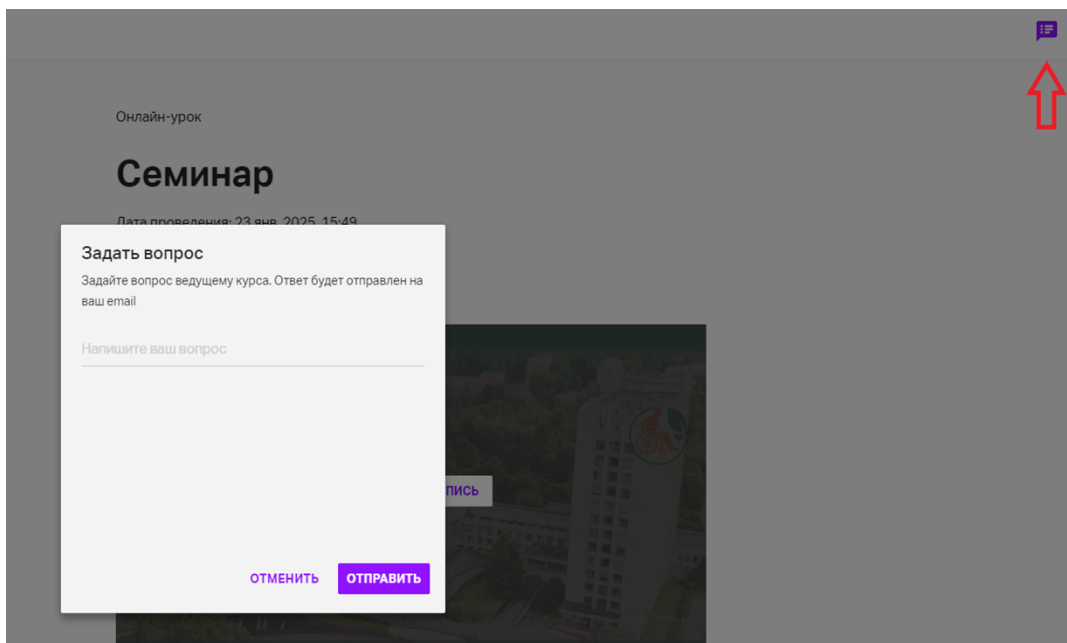 Онлайн-урок
Семинар
Дата проведения: 23 янв. 2025, 15:49
Задать вопрос
Задайте вопрос ведущему курса. Ответ будет отправлен на
ваш email
Напишите ваш вопрос
ПИСЬ
ОТМЕНИТЬ
ОТПРАВИТЬ